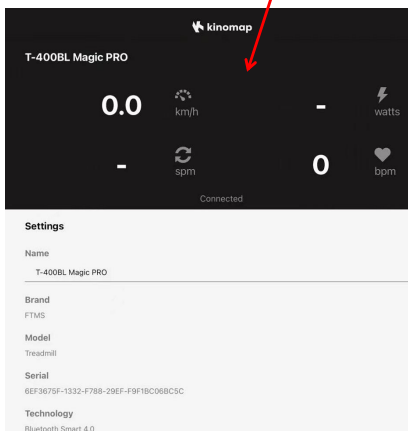 kinomap
T-400BL Magic PRO
0.0 km/h - watts
- spm 0 bpm
Connected
Settings
Name
T-400BL Magic PRO
Brand
FTMS
Model
Treadmill
Serial
6EF3675F-1332-F788-29EF-F9F1BC06BC5C
Technology
Bluetooth Smart 4.0